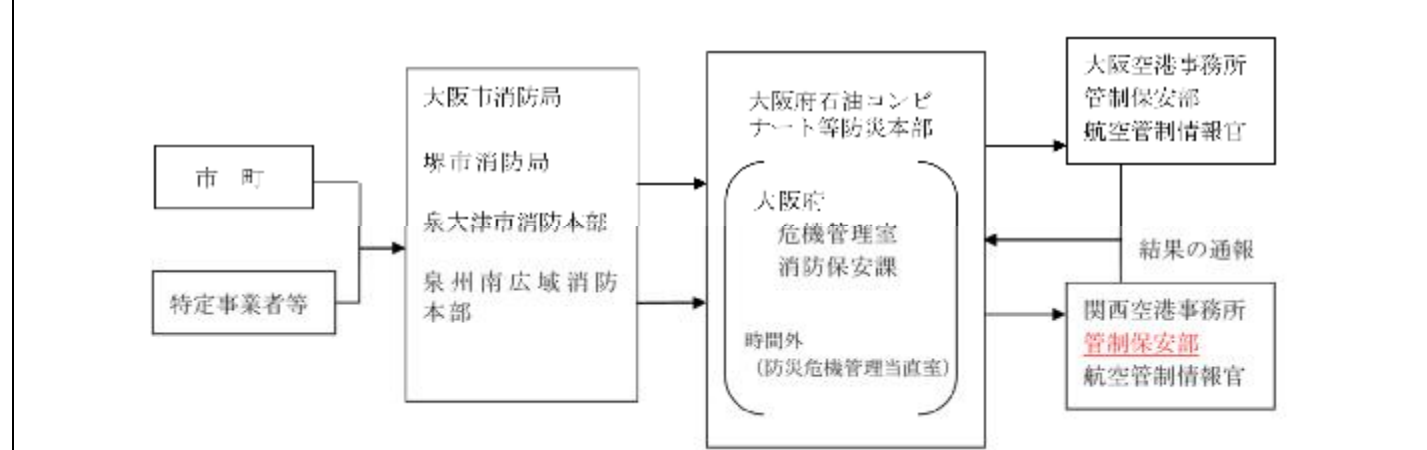 市　町
特定事業者等
大阪市消防局
堺市消防局
泉大津市消防本部
泉州南広域消防
本部
大阪府石油コンビ
ナート等防災本部
大阪府
危機管理室
消防保安課
時間外
（防災危機管理当直室）
大阪空港事務所
管制保安部
航空管制情報官
結果の通報
関西空港事務所
管制保安部
航空管制情報官